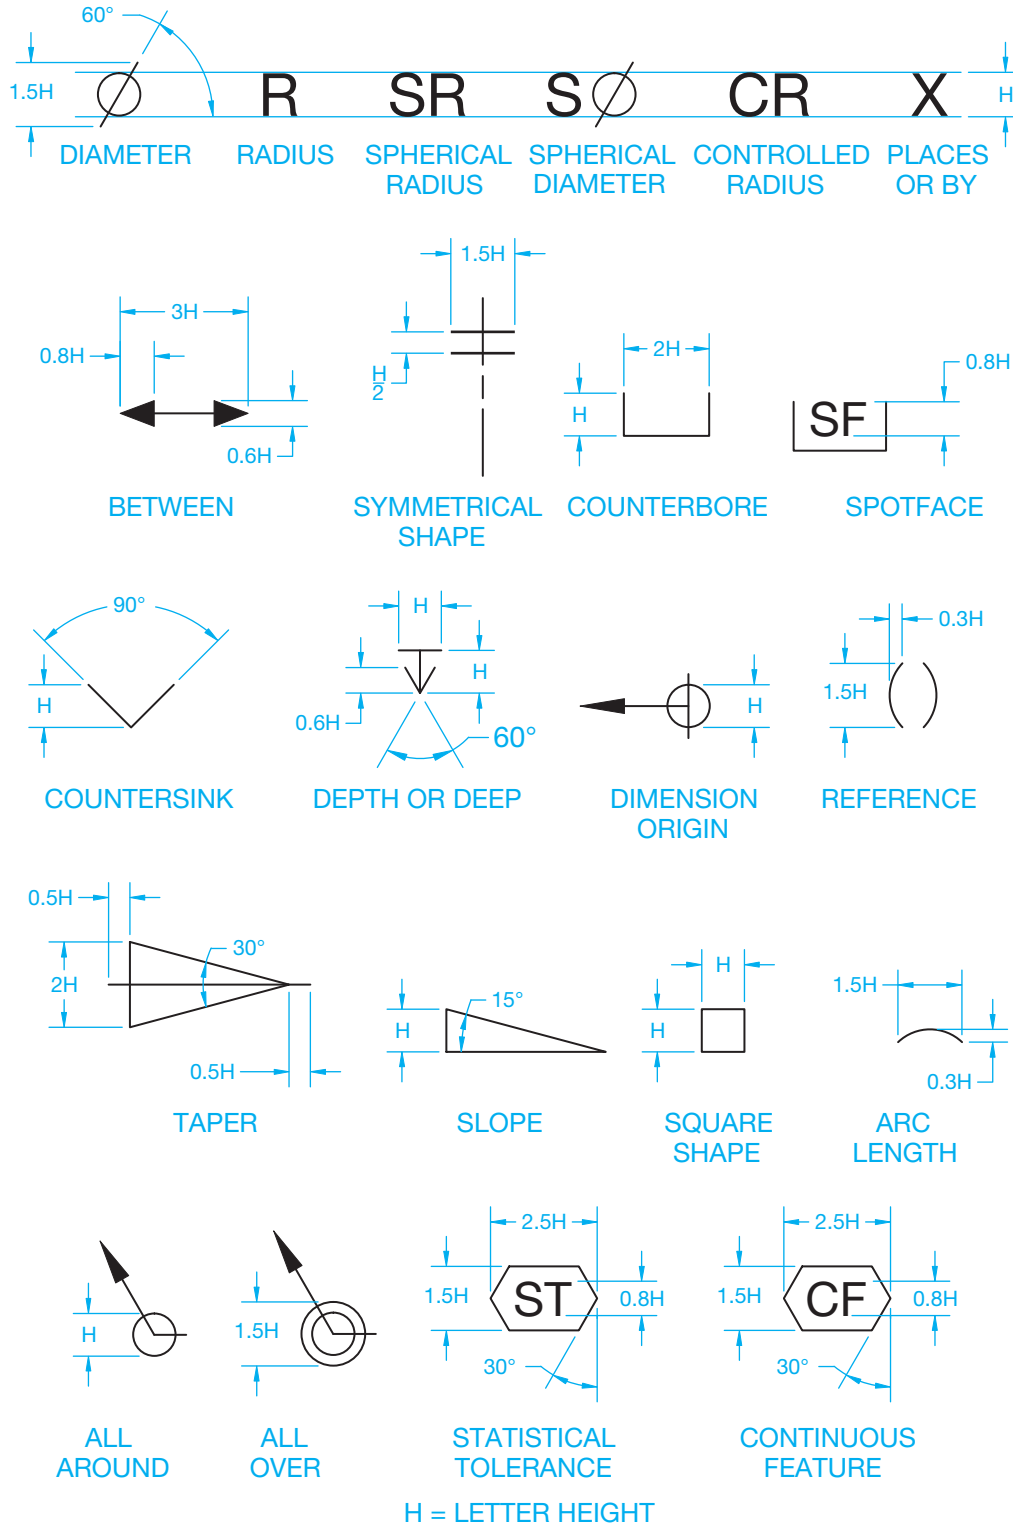 60°
1.5H
Ø R SR SØ CR X
H
DIAMETER RADIUS SPHERICAL RADIUS SPHERICAL DIAMETER CONTROLLED RADIUS PLACES OR BY
1.5H
3H
0.8H
H
2
2H
0.8H
H
SF
0.6H
BETWEEN
SYMMETRICAL
SHAPE
COUNTERBORE
SPOTFACE
90°
H
H
H
0.6H
60°
H
0.3H
1.5H
COUNTERSINK
DEPTH OR DEEP
DIMENSION
ORIGIN
REFERENCE
0.5H
2H
30°
0.5H
H
15°
H
H
1.5H
0.3H
TAPER
SLOPE
SQUARE
SHAPE
ARC
LENGTH
H
1.5H
2.5H
1.5H
ST
0.8H
30°
2.5H
1.5H
CF
0.8H
30°
ALL
AROUND
ALL
OVER
STATISTICAL
TOLERANCE
CONTINUOUS
FEATURE
H = LETTER HEIGHT